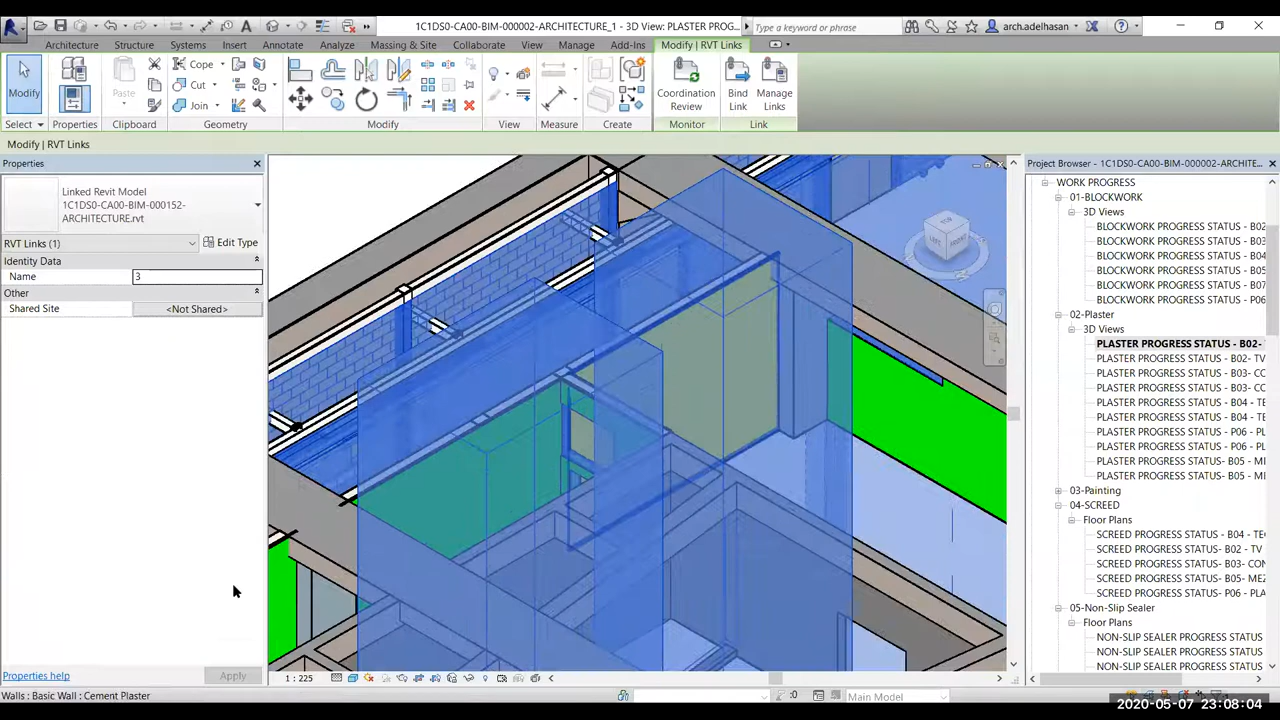 1C1DS0-CA00-BIM-000002-ARCHITECTURE_1 - 3D View: PLASTER PROG...
Type a keyword or phrase
arch.adelhasan
Architecture Structure Systems Insert Annotate Analyze Massing & Site Collaborate View Manage Add-Ins Modify | RVT Links
Modify
Paste
Cope
Cut
Join
Coordination Review
Bind Link
Manage Links
Select Properties Clipboard Geometry Modify View Measure Create Monitor Link
Modify | RVT Links
Properties
Linked Revit Model
1C1DS0-CA00-BIM-000152-
ARCHITECTURE.rvt
RVT Links (1)
Edit Type
Identity Data
Name 3
Other
Shared Site <Not Shared>
Properties help
Apply
1 : 225
Walls : Basic Wall : Cement Plaster
:0
Main Model
Project Browser - 1C1DS0-CA00-BIM-000002-ARCHITE...
WORK PROGRESS
01-BLOCKWORK
3D Views
BLOCKWORK PROGRESS STATUS - B02
BLOCKWORK PROGRESS STATUS - B03
BLOCKWORK PROGRESS STATUS - B04
BLOCKWORK PROGRESS STATUS - B05
BLOCKWORK PROGRESS STATUS - B07
BLOCKWORK PROGRESS STATUS - P06
02-Plaster
3D Views
PLASTER PROGRESS STATUS - B02-
PLASTER PROGRESS STATUS - B02- TV
PLASTER PROGRESS STATUS - B03- CC
PLASTER PROGRESS STATUS - B03- CC
PLASTER PROGRESS STATUS - B04 - TE
PLASTER PROGRESS STATUS - B04 - TE
PLASTER PROGRESS STATUS - P06 - PL
PLASTER PROGRESS STATUS - P06 - PL
PLASTER PROGRESS STATUS- B05 - ME
PLASTER PROGRESS STATUS- B05 - ME
03-Painting
04-SCREED
Floor Plans
SCREED PROGRESS STATUS - B04 - TE
SCREED PROGRESS STATUS - B02 - TV
SCREED PROGRESS STATUS - B03- CON
SCREED PROGRESS STATUS - B05- MEZ
SCREED PROGRESS STATUS - P06 - PLA
05-Non-Slip Sealer
Floor Plans
NON-SLIP SEALER PROGRESS STATUS
NON-SLIP SEALER PROGRESS STATUS
NON-SLIP SEALER PROGRESS STATUS
2020-05-07 23:08:04